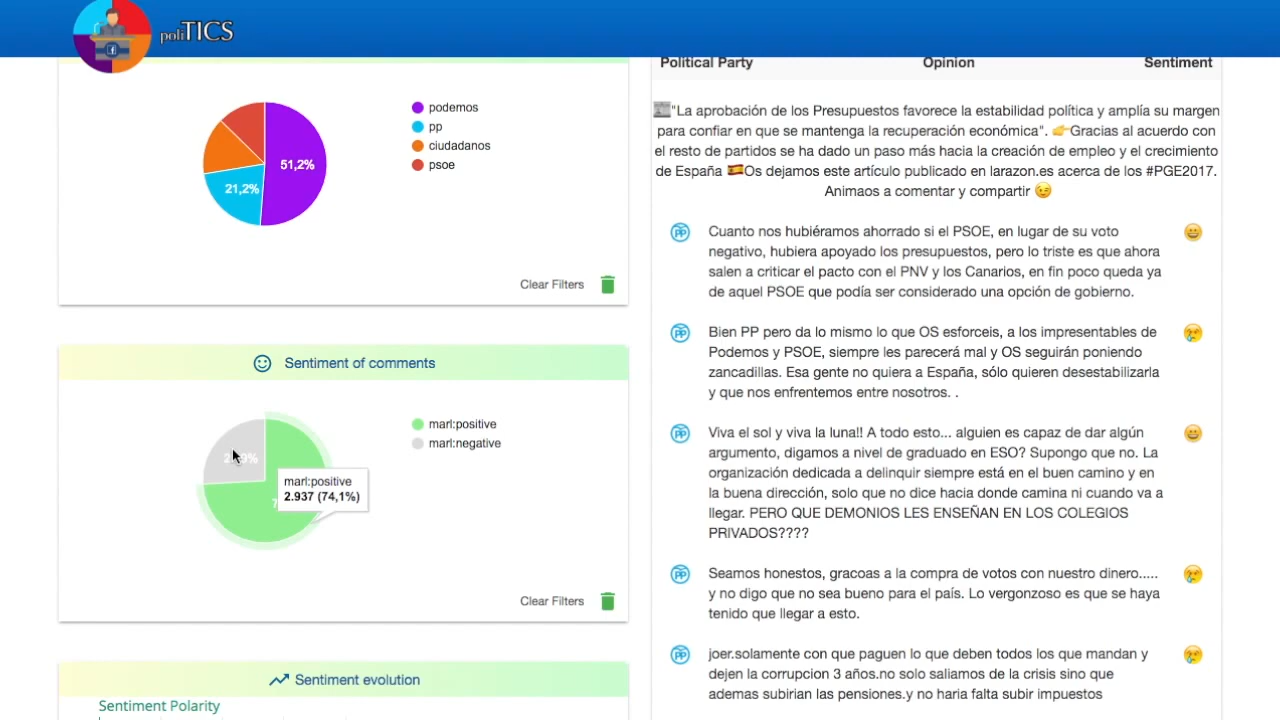 poliTICS
51,2%
21,2%
podemos
pp
ciudadanos
psoe
Clear Filters
Sentiment of comments
marl:positive
marl:negative
marl:positive
2.937 (74,1%)
Clear Filters
Sentiment evolution
Sentiment Polarity
Political Party Opinion Sentiment
"La aprobación de los Presupuestos favorece la estabilidad política y amplía su margen
para confiar en que se mantenga la recuperación económica". 👉Gracias al acuerdo con
el resto de partidos se ha dado un paso más hacia la creación de empleo y el crecimiento
de España 🇪🇸Os dejamos este artículo publicado en larazon.es acerca de los #PGE2017.
Animaos a comentar y compartir 😉
Cuanto nos hubiéramos ahorrado si el PSOE, en lugar de su voto
negativo, hubiera apoyado los presupuestos, pero lo triste es que ahora
salen a criticar el pacto con el PNV y los Canarios, en fin poco queda ya
de aquel PSOE que podía ser considerado una opción de gobierno.
Bien PP pero da lo mismo lo que OS esforceis, a los impresentables de
Podemos y PSOE, siempre les parecerá mal y OS seguirán poniendo
zancadillas. Esa gente no quiera a España, sólo quieren desestabilizarla
y que nos enfrentemos entre nosotros. .
Viva el sol y viva la luna!! A todo esto... alguien es capaz de dar algún
argumento, digamos a nivel de graduado en ESO? Supongo que no. La
organización dedicada a delinquir siempre está en el buen camino y en
la buena dirección, solo que no dice hacia donde camina ni cuando va a
llegar. PERO QUE DEMONIOS LES ENSEÑAN EN LOS COLEGIOS
PRIVADOS????
Seamos honestos, gracoas a la compra de votos con nuestro dinero.....
y no digo que no sea bueno para el país. Lo vergonzoso es que se haya
tenido que llegar a esto.
joer.solamente con que paguen lo que deben todos los que mandan y
dejen la corrupcion 3 años.no solo saliamos de la crisis sino que
ademas subirian las pensiones.y no haria falta subir impuestos